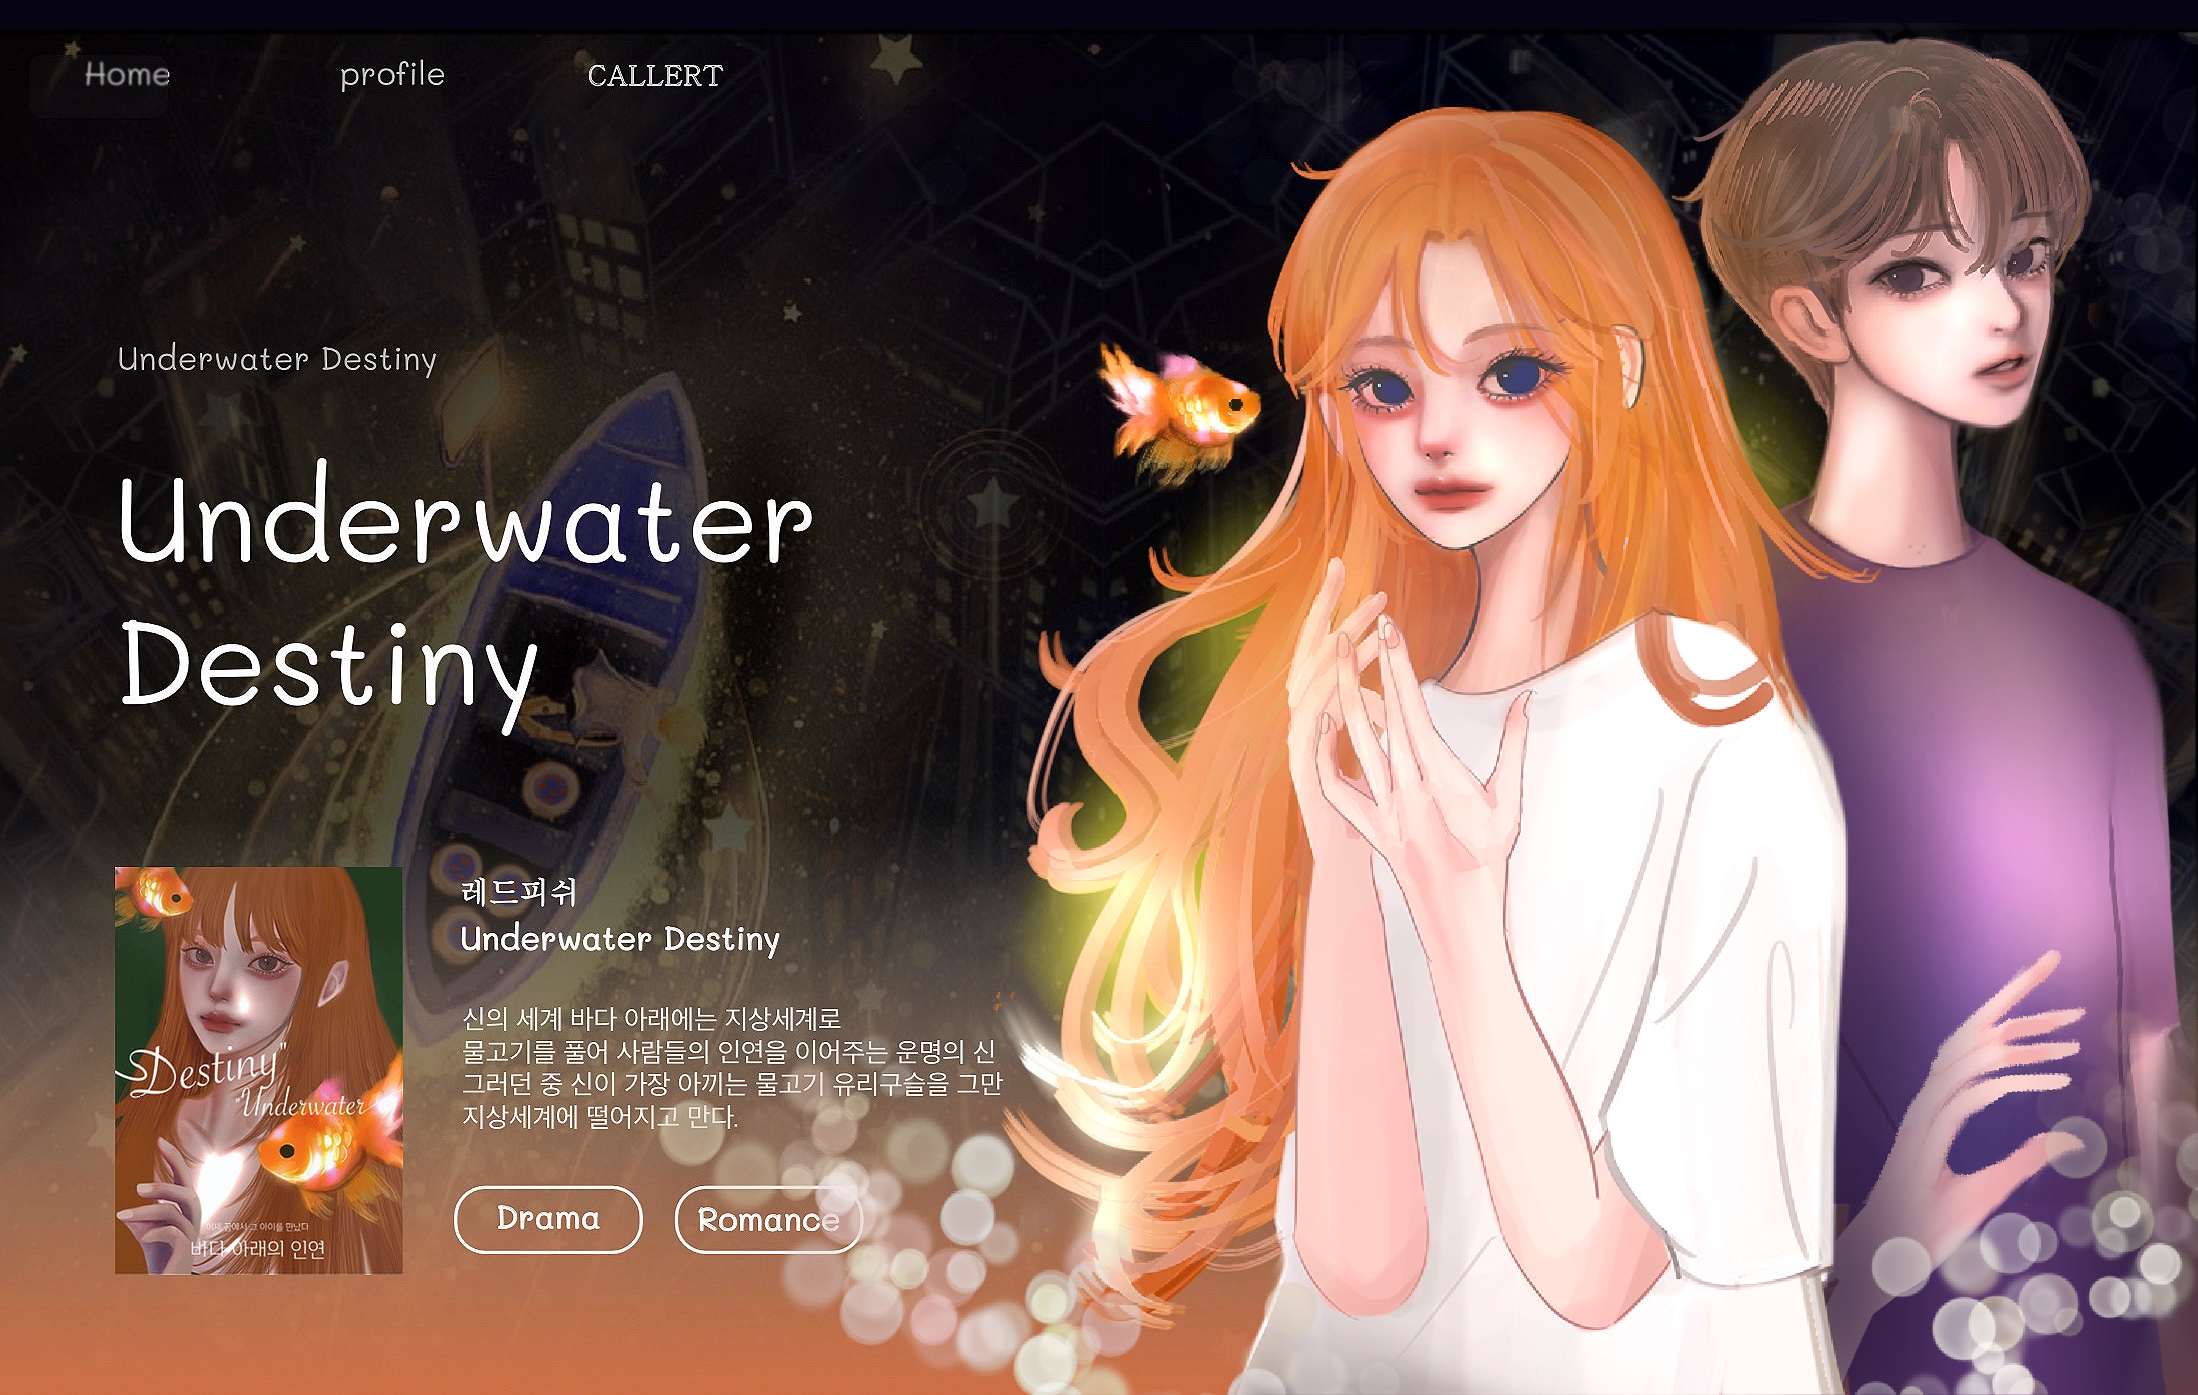 Home
profile
CALLERT
Underwater Destiny
Underwater
Destiny
레드피쉬
Underwater Destiny
신의 세계 바다 아래에는 지상세계로
물고기를 풀어 사람들의 인연을 이어주는 운명의 신
그러던 중 신이 가장 아끼는 물고기 유리구슬을 그만
지상세계에 떨어지고 만다.
Drama
Romance
"Destiny"
"Underwater"
그 아이를 만났다
바다 아래의 인연